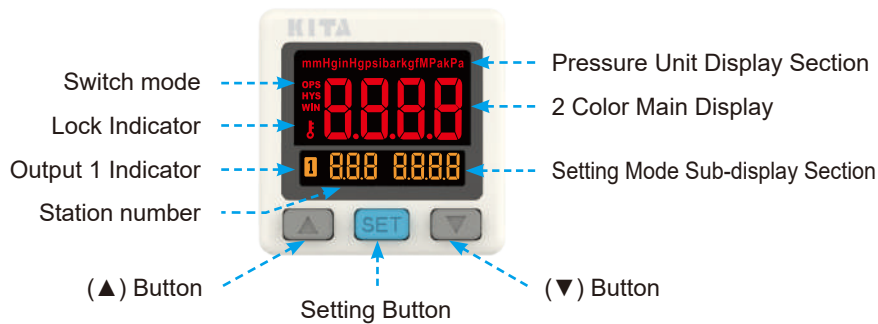 KITA
mmHginHgpsibarkgfMPakPa
Pressure Unit Display Section
Switch mode
OPS
HYS
WIN
8.8.8.8
2 Color Main Display
Lock Indicator
Output 1 Indicator
1 8.8.8 8.8.8.8
Setting Mode Sub-display Section
Station number
▲ SET ▼
(▲) Button
Setting Button
(▼) Button